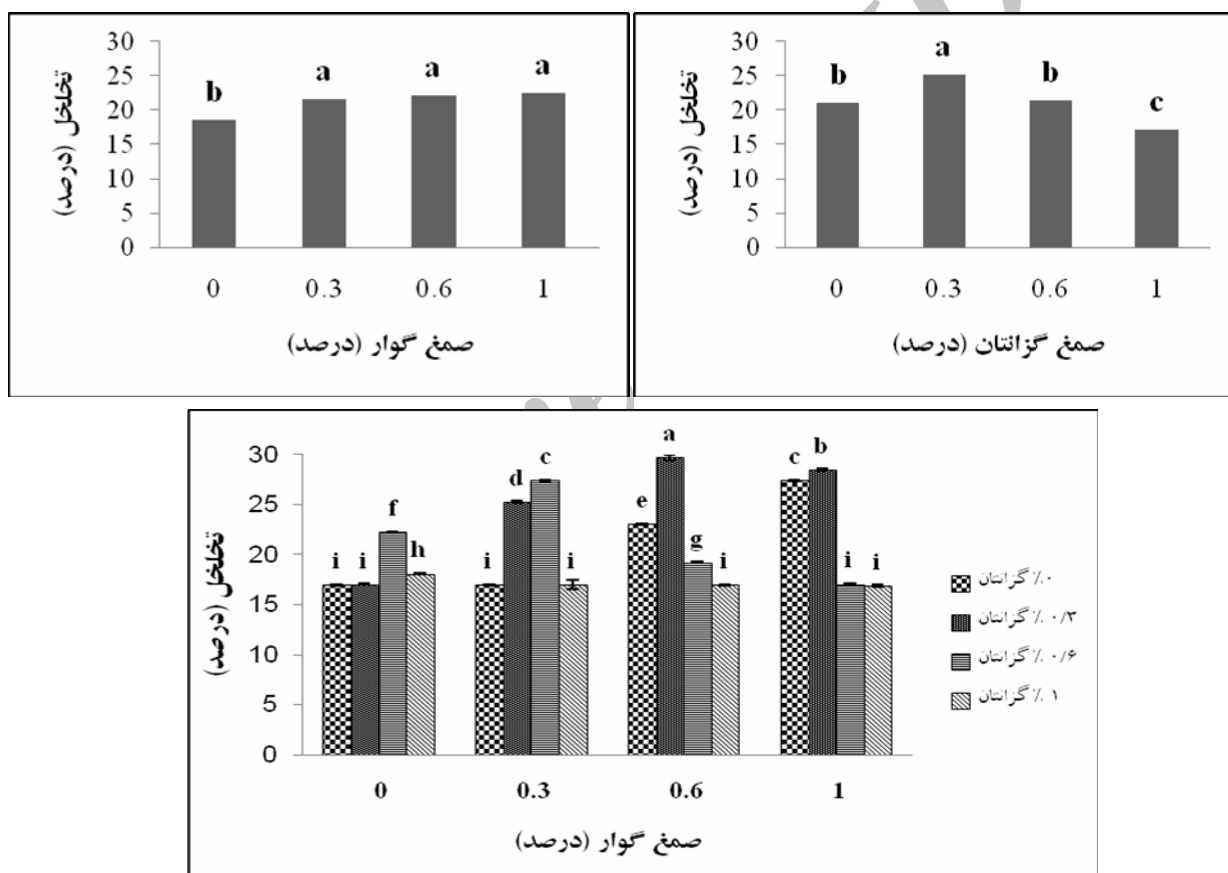 30
25
20
15
10
5
0
تخلخل (درصد)
b
a
a
a
0 0.3 0.6 1
صمغ گوار (درصد)
30
25
20
15
10
5
0
تخلخل (درصد)
b
a
b
c
0 0.3 0.6 1
صمغ گزانتان (درصد)
30
25
20
15
10
5
0
تخلخل (درصد)
i i f h
i d c i
e a g i
c b i i
0 0.3 0.6 1
صمغ گوار (درصد)
۰٪ گزانتان
۰/۳ ٪ گزانتان
۰/۶ ٪ گزانتان
۱ ٪ گزانتان